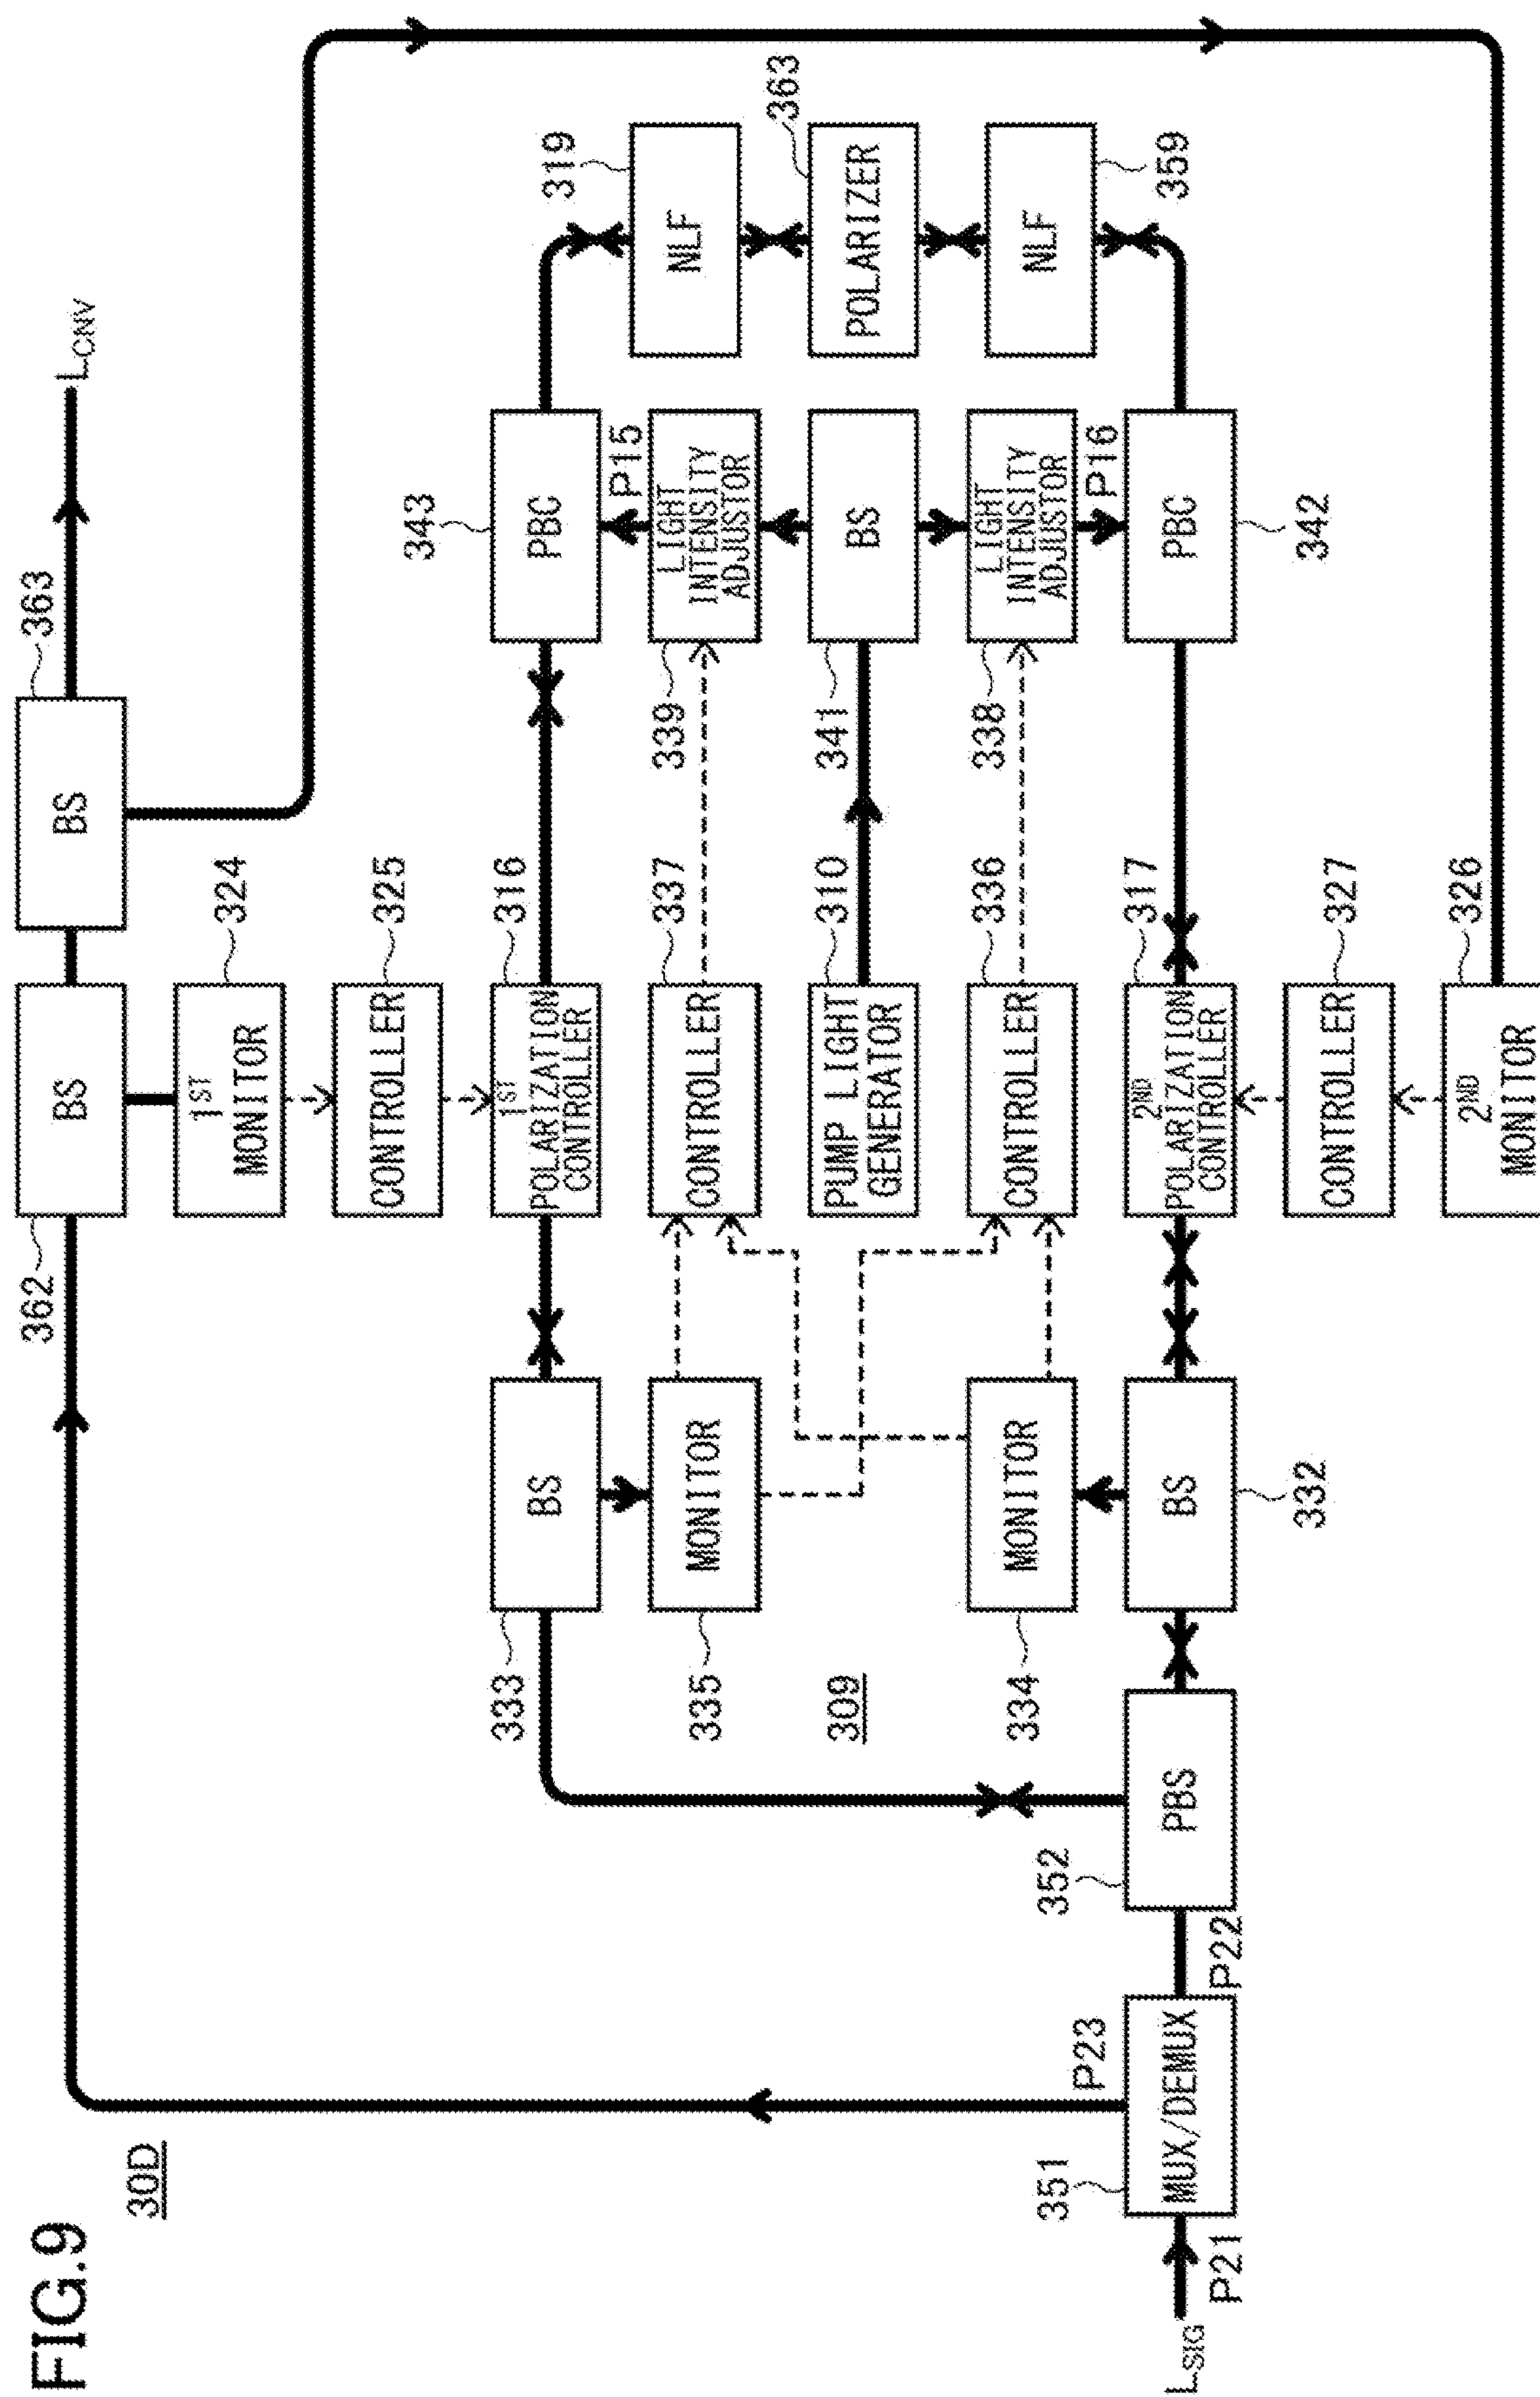 FIG.9
30D
LCNV
363
BS
BS
362
1ST
MONITOR
324
CONTROLLER
325
1ST
POLARIZATION
CONTROLLER
316
BS
333
PBC
343
NLF
319
P15
MONITOR
335
CONTROLLER
337
LIGHT
INTENSITY
ADJUSTOR
339
309
PUMP LIGHT
GENERATOR
310
BS
341
POLARIZER
363
MONITOR
334
CONTROLLER
336
LIGHT
INTENSITY
ADJUSTOR
338
P16
NLF
359
LSIG
P21
MUX/DEMUX
351
P23
P22
PBS
352
BS
332
2ND
POLARIZATION
CONTROLLER
317
PBC
342
CONTROLLER
327
2ND
MONITOR
326